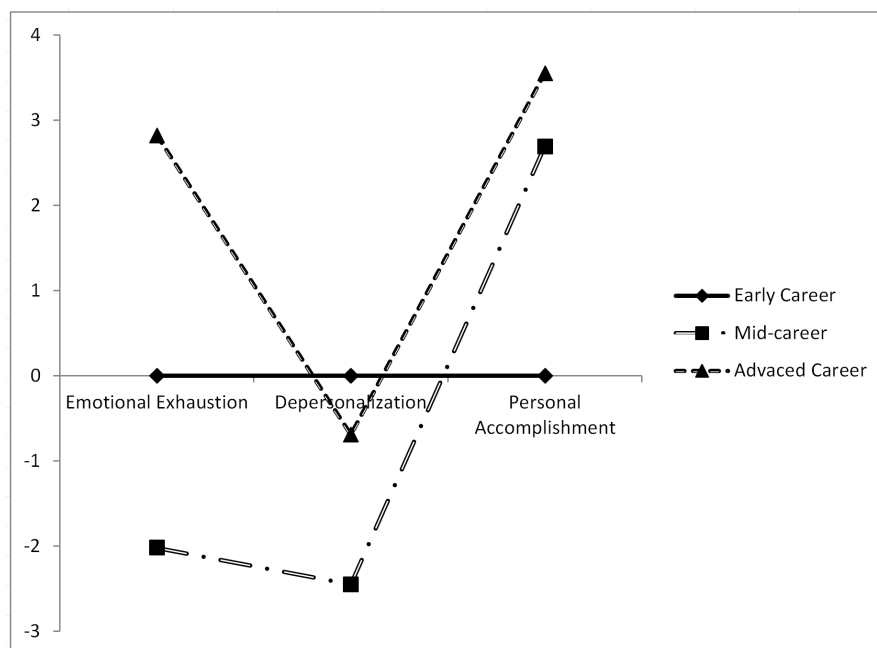 4
3
2
1
0
-1
-2
-3
Emotional Exhaustion
Depersonalization
Personal
Accomplishment
Early Career
Mid-career
Advaced Career